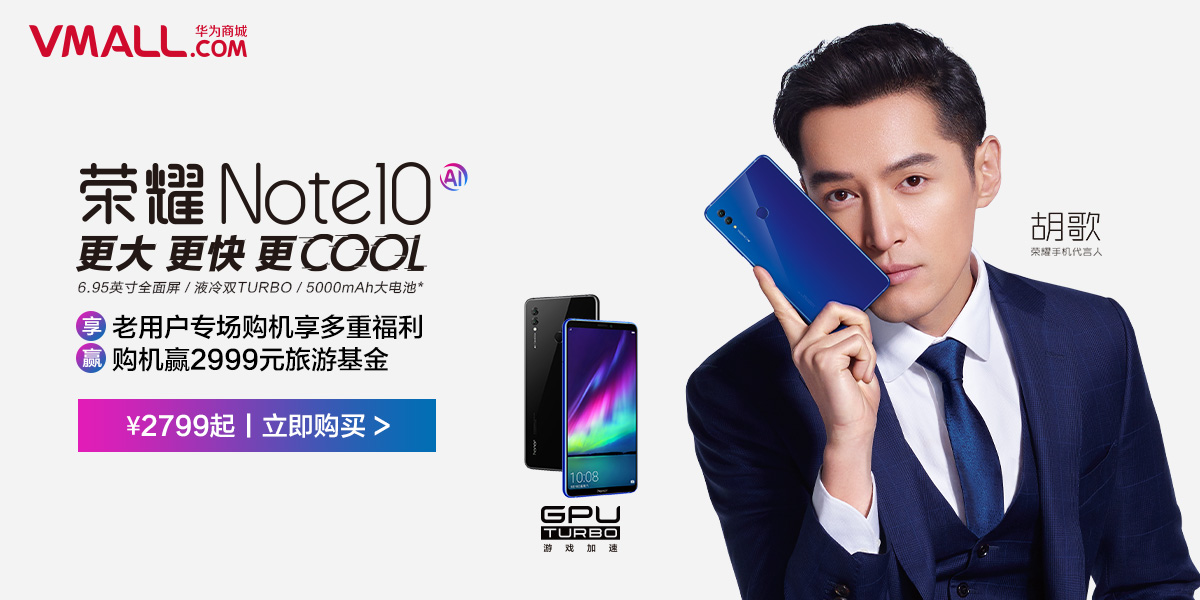 华为商城
VMALL.COM
荣耀 Note10 AI
更大 更快 更COOL
6.95英寸全面屏 / 液冷双TURBO / 5000mAh大电池*
享 老用户专场购机享多重福利
赢 购机赢2999元旅游基金
¥2799起 | 立即购买 >
10:08
honor
honor
GPU
TURBO
游戏加速
胡歌
荣耀手机代言人